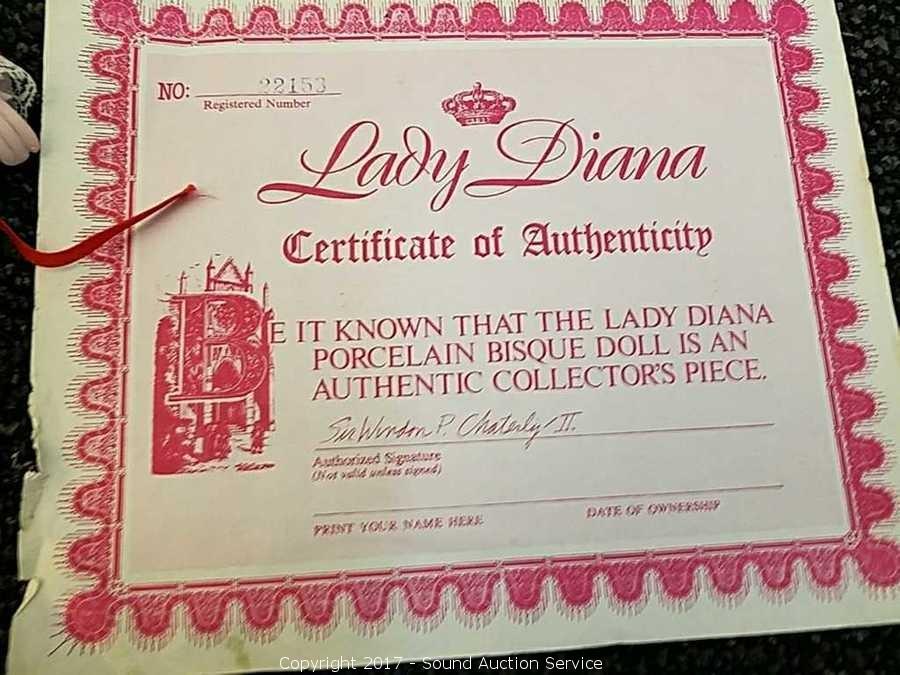 NO: 22153
Registered Number
Lady Diana
Certificate of Authenticity
BE IT KNOWN THAT THE LADY DIANA
PORCELAIN BISQUE DOLL IS AN
AUTHENTIC COLLECTOR'S PIECE.
P. Chaterly II.
Authorized Signature
(Not valid unless signed)
PRINT YOUR NAME HERE
DATE OF OWNERSHIP
Copyright 2017 - Sound Auction Service